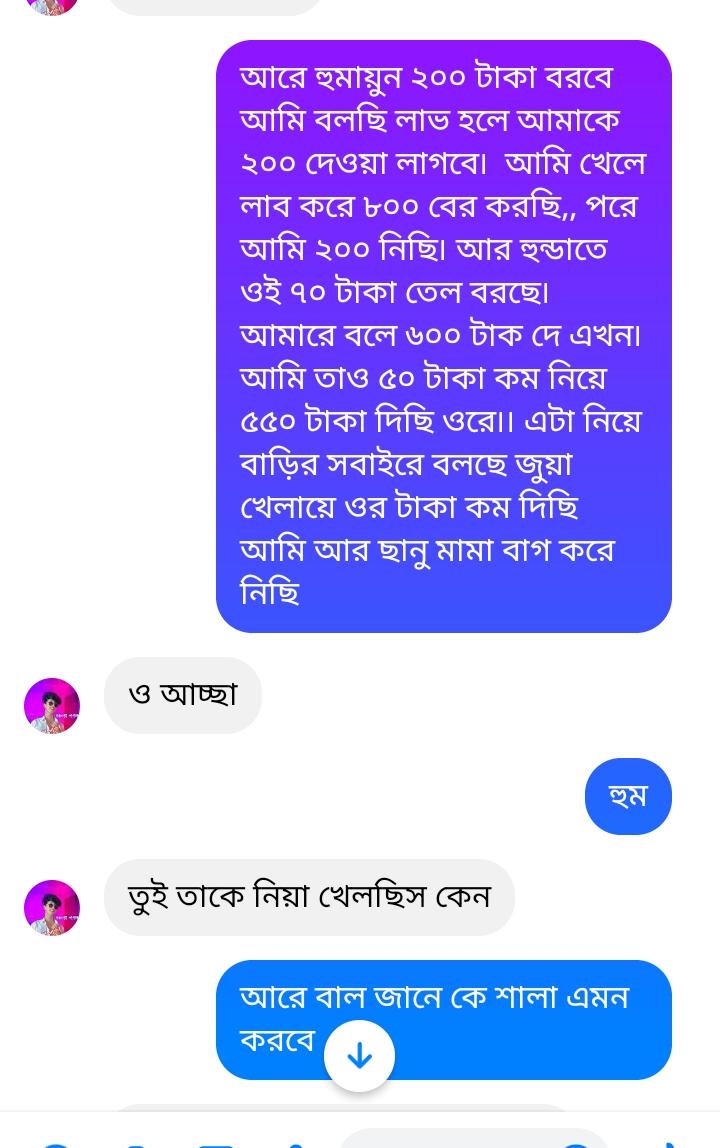 আরে হুমায়ুন ২০০ টাকা বরবে
আমি বলছি লাভ হলে আমাকে
২০০ দেওয়া লাগবে। আমি খেলে
লাব করে ৮০০ বের করছি,, পরে
আমি ২০০ নিছি। আর হুন্ডাতে
ওই ৭০ টাকা তেল বরছে।
আমারে বলে ৬০০ টাক দে এখন।
আমি তাও ৫০ টাকা কম নিয়ে
৫৫০ টাকা দিছি ওরে।। এটা নিয়ে
বাড়ির সবাইরে বলছে জুয়া
খেলায়ে ওর টাকা কম দিছি
আমি আর ছানু মামা বাগ করে
নিছি
ও আচ্ছা
হুম
তুই তাকে নিয়া খেলছিস কেন
আরে বাল জানে কে শালা এমন
করবে